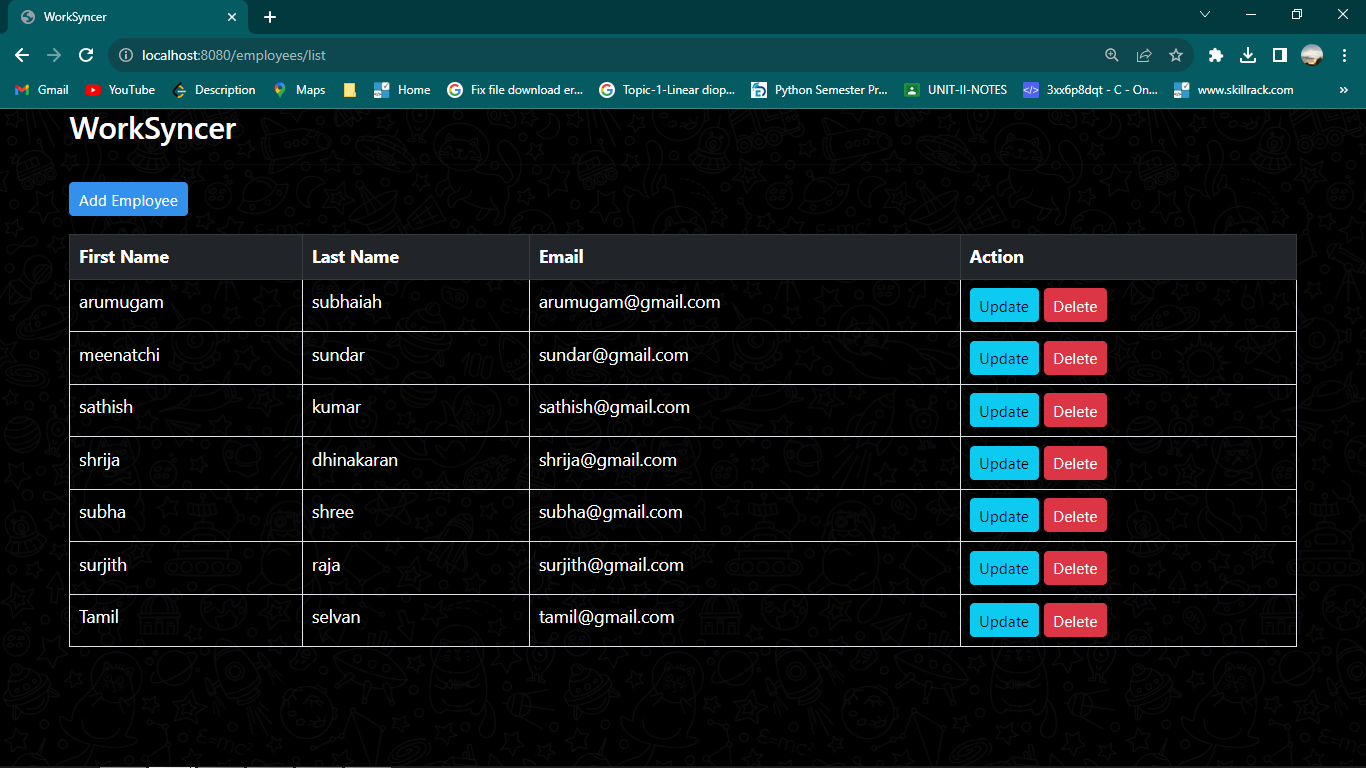 WorkSyncer
localhost:8080/employees/list
Gmail YouTube Description Maps Home Fix file download er... Topic-1-Linear diop... Python Semester Pr... UNIT-II-NOTES 3xx6p8dqt - C - On... www.skillrack.com »
WorkSyncer
Add Employee
First Name Last Name Email Action
arumugam subhaiah arumugam@gmail.com Update Delete
meenatchi sundar sundar@gmail.com Update Delete
sathish kumar sathish@gmail.com Update Delete
shrija dhinakaran shrija@gmail.com Update Delete
subha shree subha@gmail.com Update Delete
surjith raja surjith@gmail.com Update Delete
Tamil selvan tamil@gmail.com Update Delete